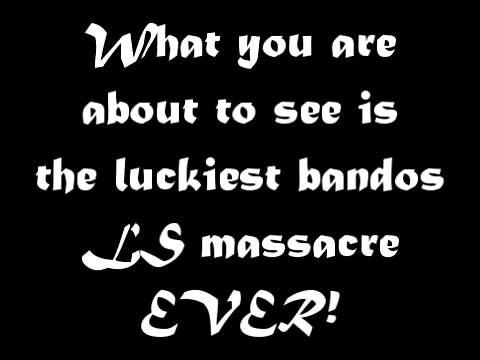 What you are
about to see is
the luckiest bandos
LS massacre
EVER!